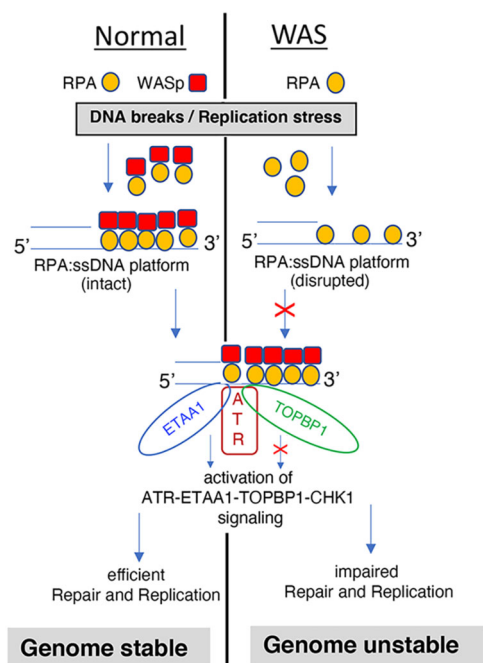 Normal
WAS
RPA
WASp
RPA
DNA breaks / Replication stress
5’
3’
5’
3’
RPA:ssDNA platform
(intact)
RPA:ssDNA platform
(disrupted)
5’
3’
ETAA1
A
T
R
TOPBP1
activation of
ATR-ETAA1-TOPBP1-CHK1
signaling
efficient
Repair and Replication
impaired
Repair and Replication
Genome stable
Genome unstable